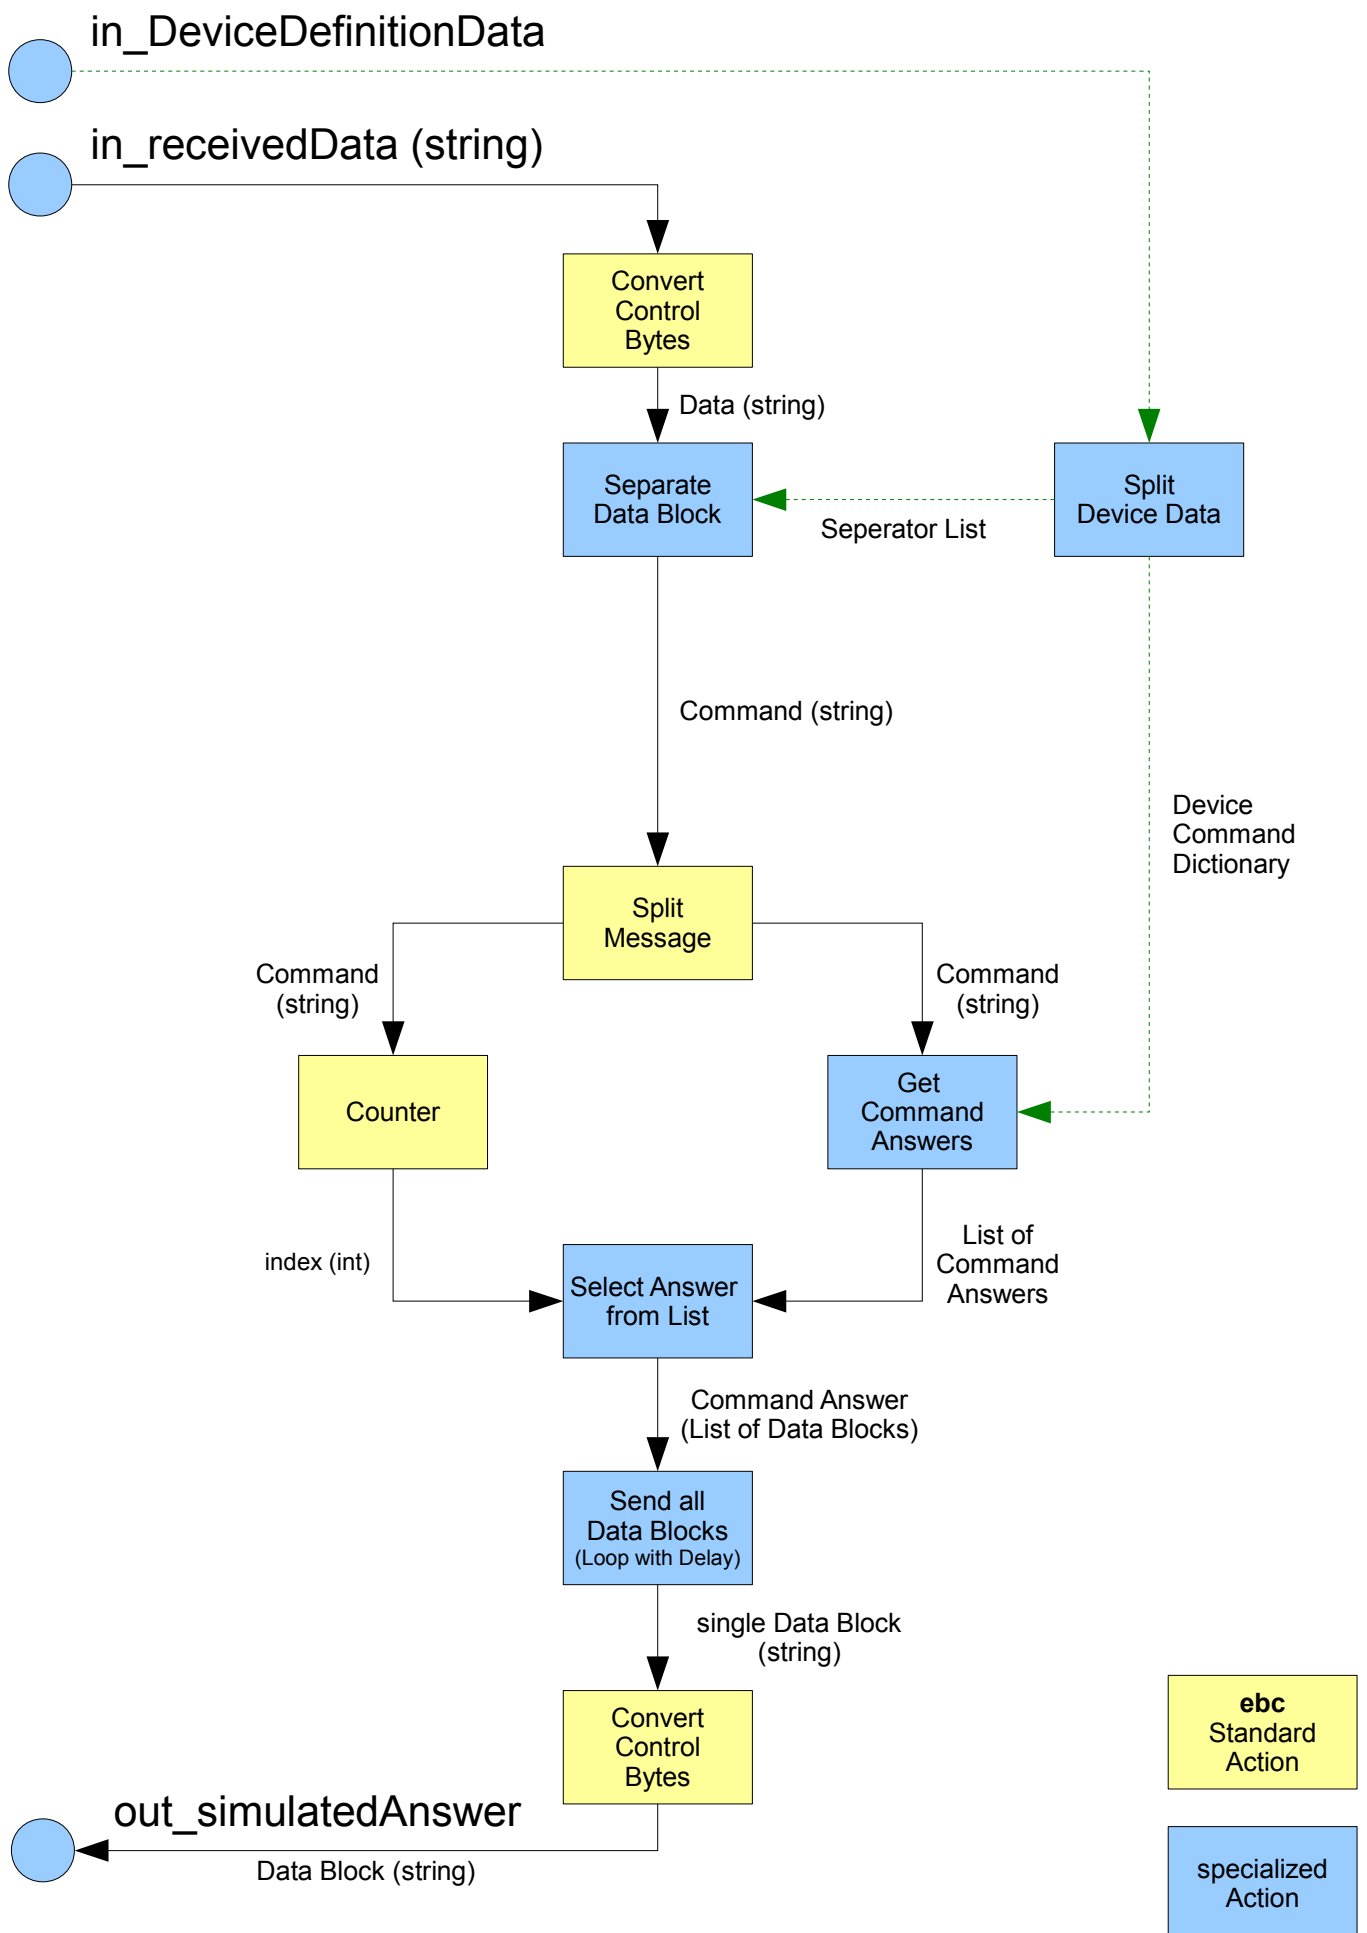 in_DeviceDefinitionData
in_receivedData (string)
Convert
Control
Bytes
Data (string)
Separate
Data Block
Seperator List
Split
Device Data
Command (string)
Device
Command
Dictionary
Split
Message
Command
(string)
Command
(string)
Counter
Get
Command
Answers
index (int)
List of
Command
Answers
Select Answer
from List
Command Answer
(List of Data Blocks)
Send all
Data Blocks
(Loop with Delay)
single Data Block
(string)
Convert
Control
Bytes
ebc
Standard
Action
out_simulatedAnswer
Data Block (string)
specialized
Action